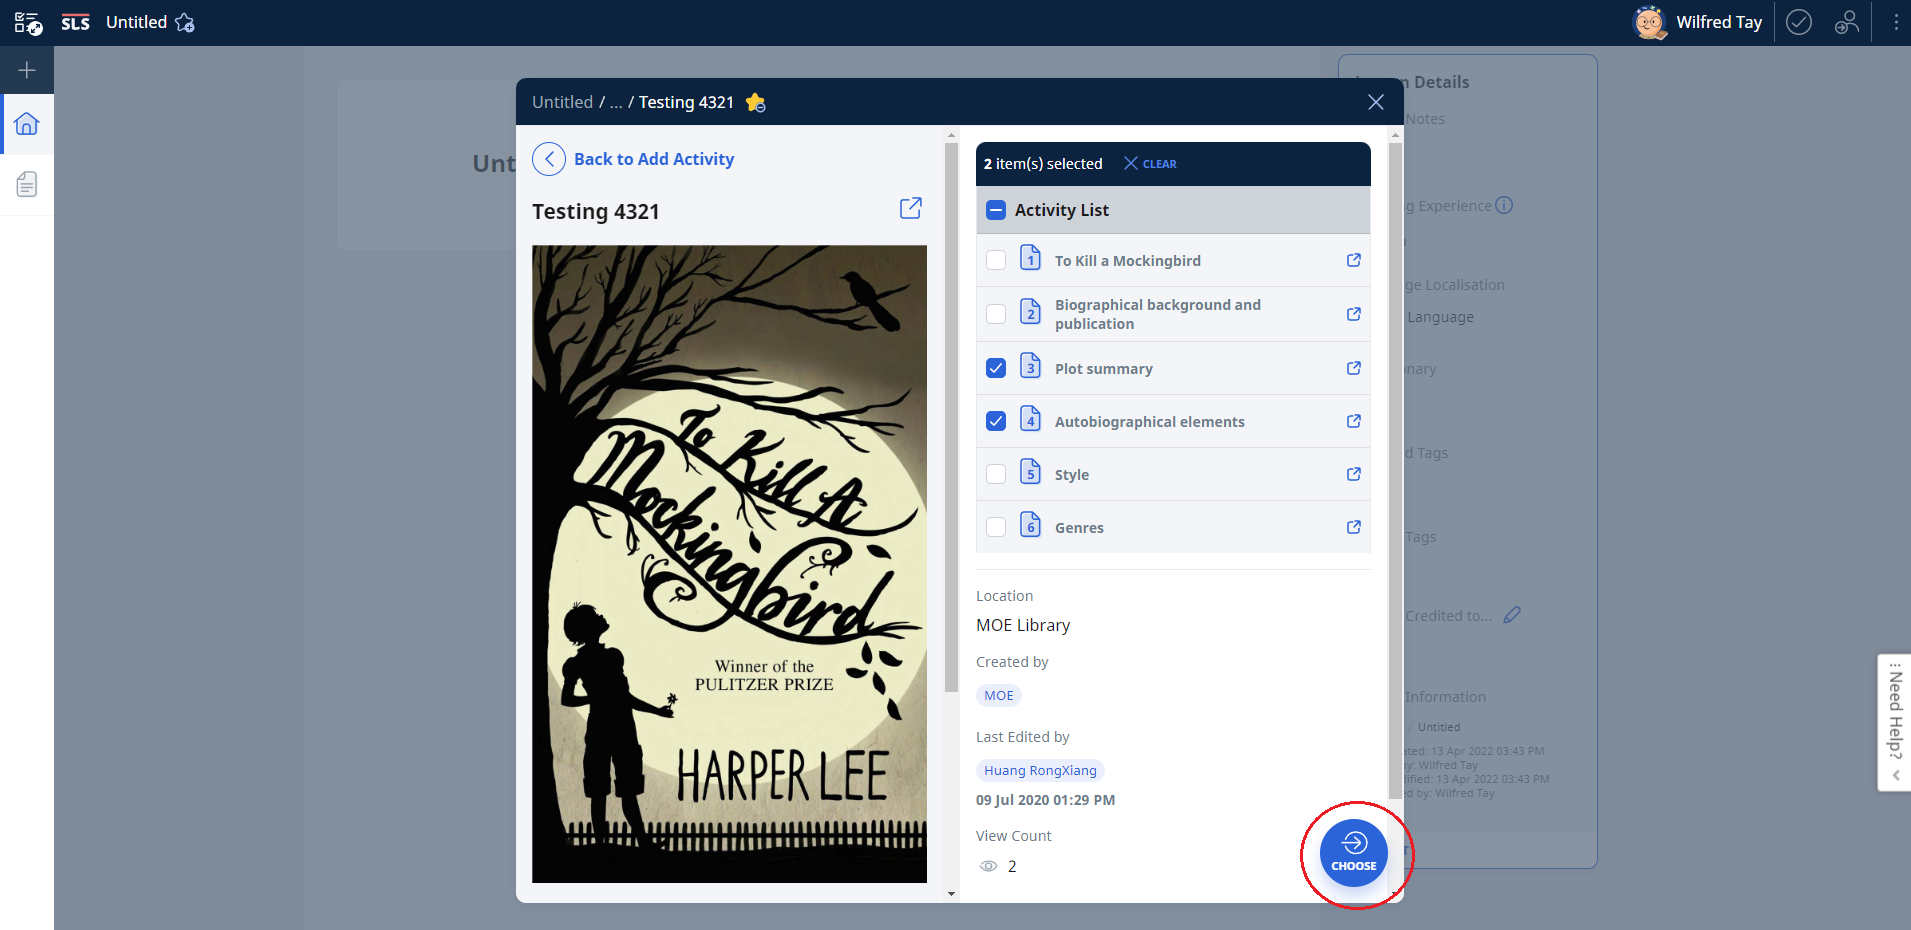 SLS Untitled
Wilfred Tay
Untitled / ... / Testing 4321
Back to Add Activity
Testing 4321
To Kill A
Mockingbird
Winner of the
PULITZER PRIZE
HARPER LEE
2 item(s) selected CLEAR
Activity List
1 To Kill a Mockingbird
2 Biographical background and
publication
3 Plot summary
4 Autobiographical elements
5 Style
6 Genres
Location
MOE Library
Created by
MOE
Last Edited by
Huang RongXiang
09 Jul 2020 01:29 PM
View Count
2
CHOOSE
Details
Notes
Experience
Localisation
Language
Tags
Tags
Credited to...
Information
/ Untitled
13 Apr 2022 03:43 PM
by: Wilfred Tay
13 Apr 2022 03:43 PM
by: Wilfred Tay
Need Help?